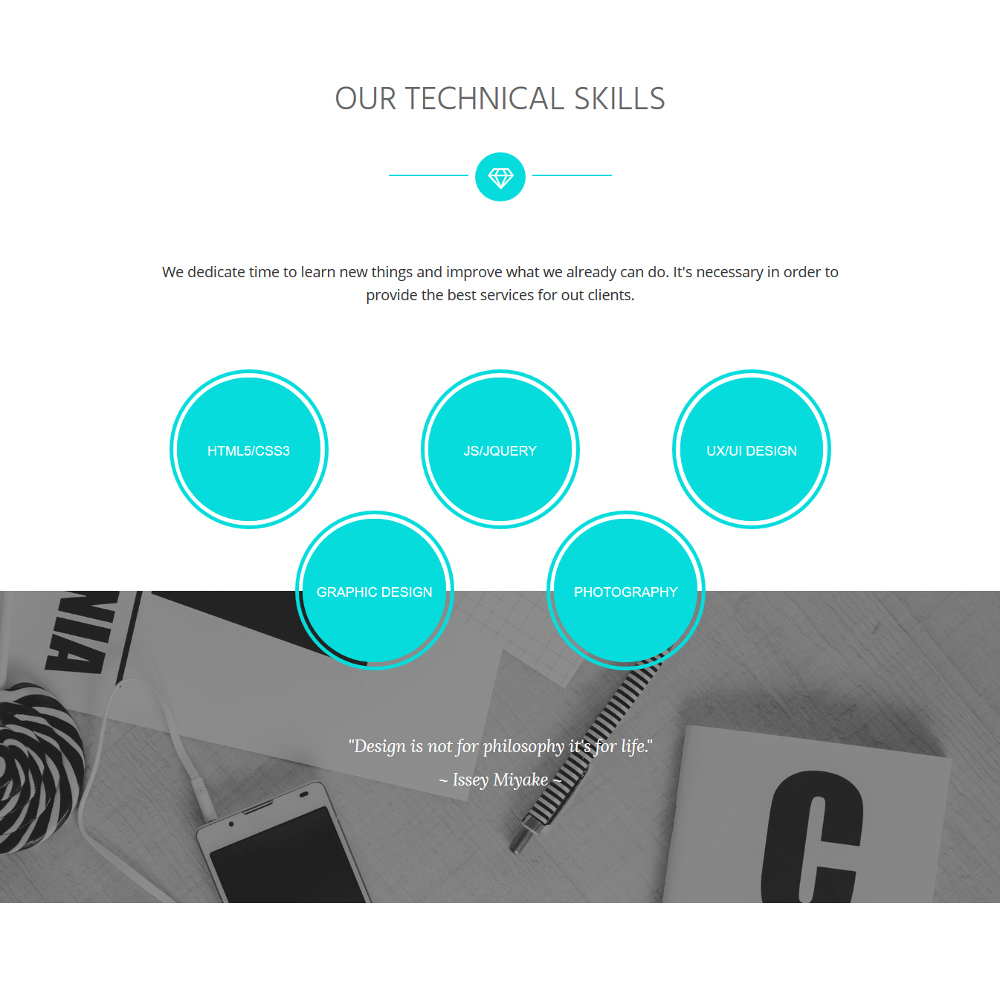 OUR TECHNICAL SKILLS
We dedicate time to learn new things and improve what we already can do. It's necessary in order to
provide the best services for out clients.
HTML5/CSS3
JS/JQUERY
UX/UI DESIGN
GRAPHIC DESIGN
PHOTOGRAPHY
NIA
"Design is not for philosophy it's for life."
~ Issey Miyake ~
C